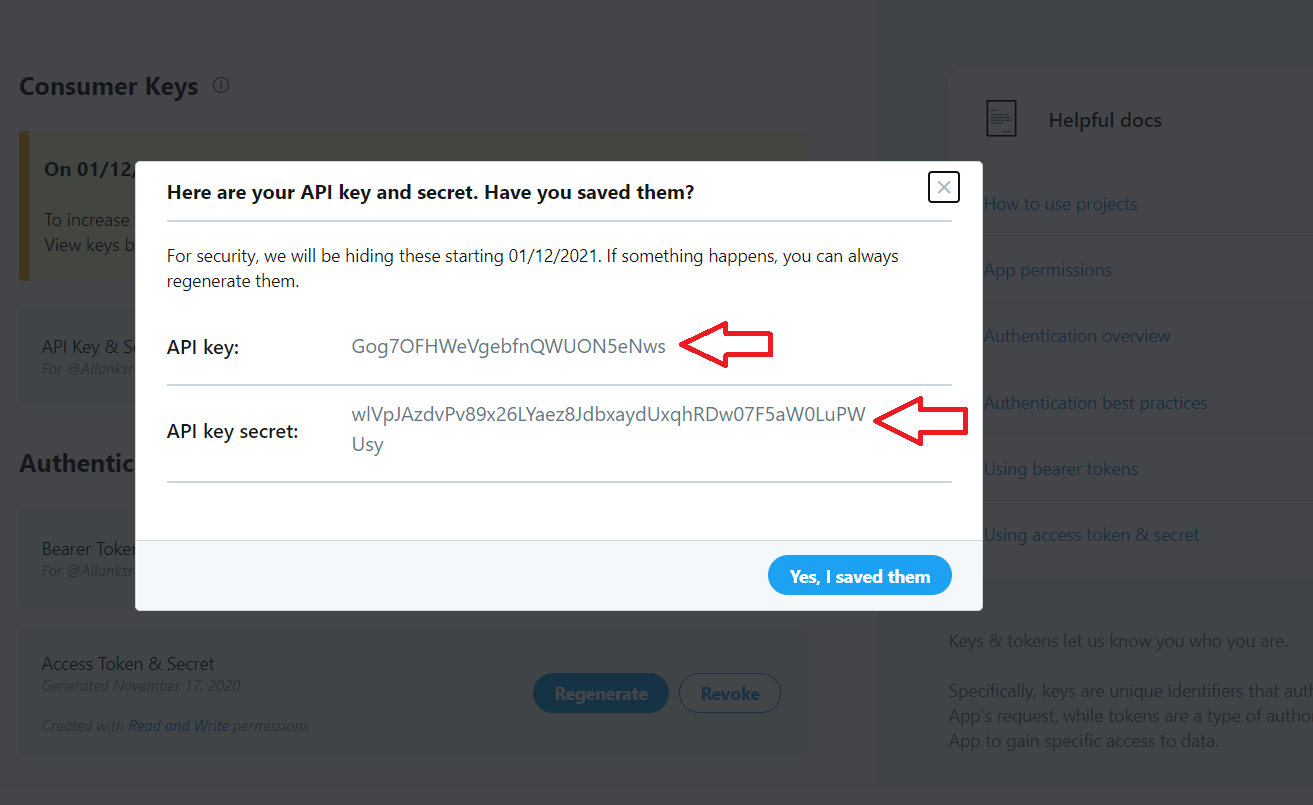 Consumer Keys
Helpful docs
On 01/12/
To increase
View keys b
Here are your API key and secret. Have you saved them?
For security, we will be hiding these starting 01/12/2021. If something happens, you can always
regenerate them.
API key:
Gog7OFHWeVgebfnQWUON5eNws
API key secret:
wlVpJAzdvPv89x26LYaez8JdbxaydUxqhRDw07F5aW0LuPW
Usy
Yes, I saved them
API Key & Se
For @Allanksr
Authentic
Bearer Toker
For @Allanksr
Access Token & Secret
Generated November 17, 2020
Created with Read and Write permissions
Regenerate
Revoke
How to use projects
App permissions
Authentication overview
Authentication best practices
Using bearer tokens
Using access token & secret
Keys & tokens let us know you who you are.
Specifically, keys are unique identifiers that auth
App's request, while tokens are a type of author
App to gain specific access to data.